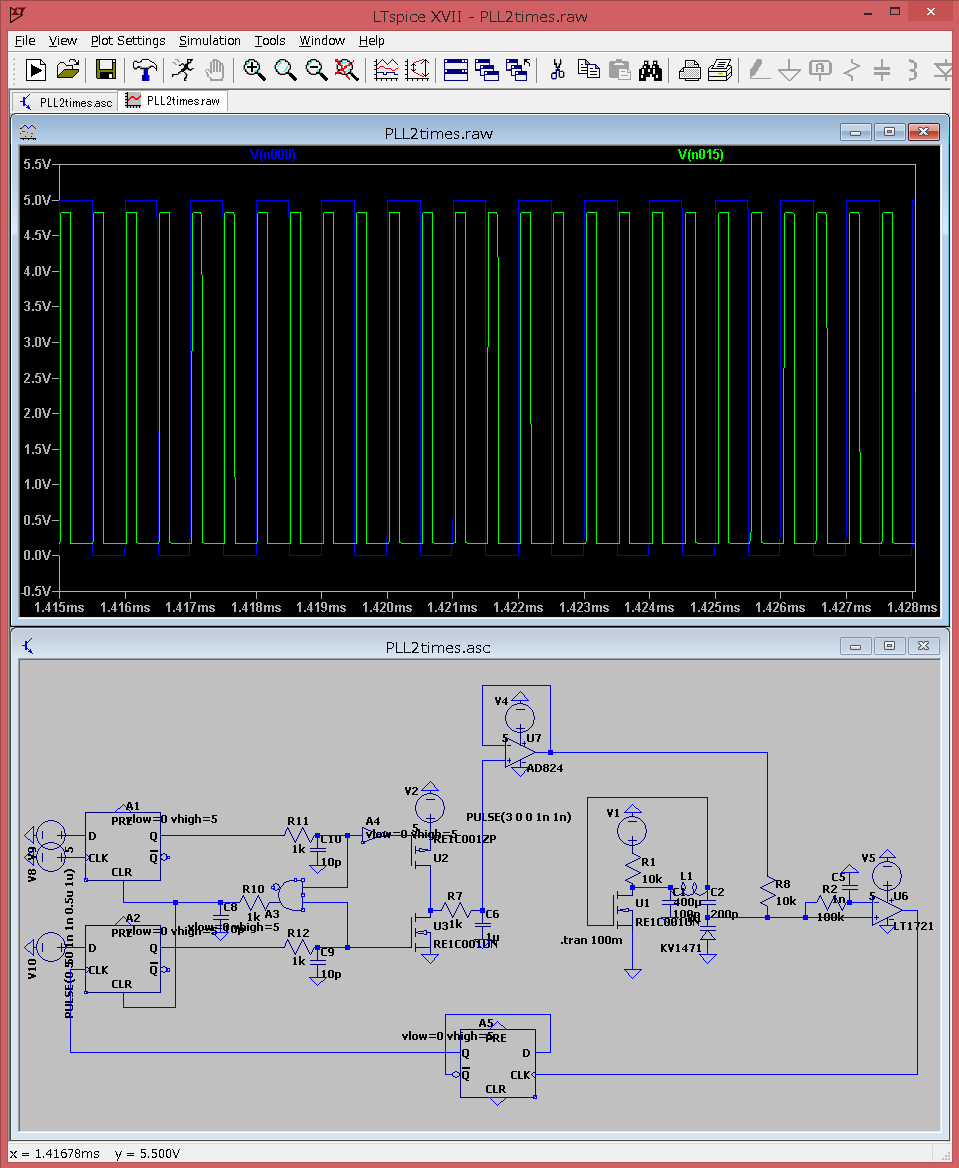 LTspice XVII - PLL2times.raw
File View Plot Settings Simulation Tools Window Help
PLL2times.asc PLL2times.raw
PLL2times.raw
V(n008) V(n015)
5.5V
5.0V
4.5V
4.0V
3.5V
3.0V
2.5V
2.0V
1.5V
1.0V
0.5V
0.0V
-0.5V
1.415ms 1.416ms 1.417ms 1.418ms 1.419ms 1.420ms 1.421ms 1.422ms 1.423ms 1.424ms 1.425ms 1.426ms 1.427ms 1.428ms
PLL2times.asc
V4
5 U7
AD824
V2
PULSE(3 0 0 1n 1n)
5
RE1C001ZP
U2
A1
vlow=0 vhigh=5
PRE
D Q
CLK Q
CLR
V9
V8
5
R11
1k
10p
A4
vlow=0 vhigh=5
R10
1k
A3
vlow=0 vhigh=5
C8
10p
A2
vlow=0 vhigh=5
PRE
D Q
CLK Q
CLR
V10
PULSE(0 5 0 1n 1n 0.5u 1u)
R12
1k
C9
10p
U3
RE1C001UN
R7
1k
C6
1u
V1
R1
10k
L1
400µ
C1
100p
C2
200p
U1
RE1C001UN
KV1471
.tran 100m
R8
10k
V5
C5
1n
R2
100k
5 U6
LT1721
A5
vlow=0 vhigh=5
PRE
Q D
Q CLK
CLR
x = 1.41678ms y = 5.500V